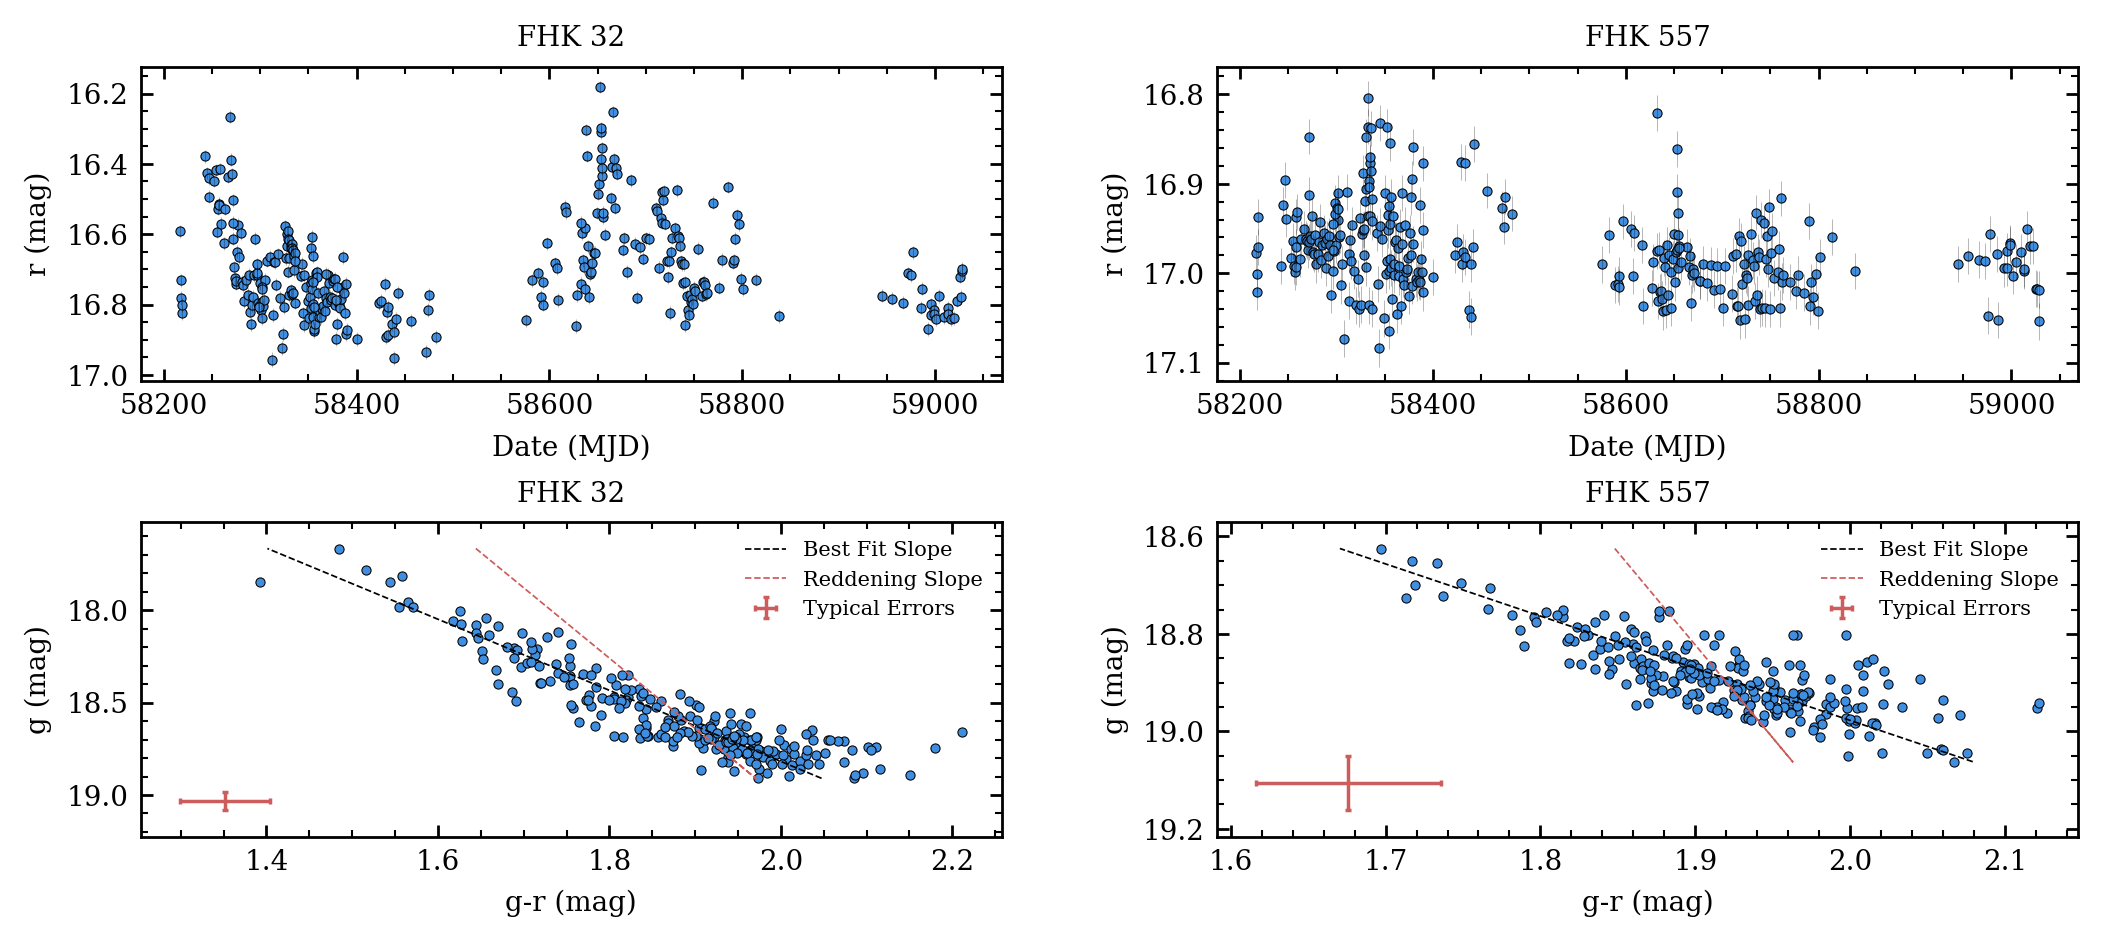 FHK 32
r (mag)
16.2
16.4
16.6
16.8
17.0
58200 58400 58600 58800 59000
Date (MJD)
FHK 557
r (mag)
16.8
16.9
17.0
17.1
58200 58400 58600 58800 59000
Date (MJD)
FHK 32
g (mag)
18.0
18.5
19.0
Best Fit Slope
Reddening Slope
Typical Errors
1.4 1.6 1.8 2.0 2.2
g-r (mag)
FHK 557
g (mag)
18.6
18.8
19.0
19.2
Best Fit Slope
Reddening Slope
Typical Errors
1.6 1.7 1.8 1.9 2.0 2.1
g-r (mag)